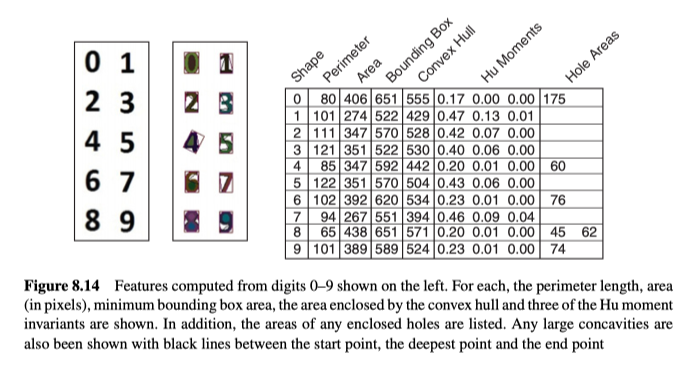 0 1
2 3
4 5
6 7
8 9
0 1
2 3
4 5
6 7
8 9
Shape Perimeter Area Bounding Box Convex Hull Hu Moments Hole Areas
0 80 406 651 555 0.17 0.00 0.00 175
1 101 274 522 429 0.47 0.13 0.01
2 111 347 570 528 0.42 0.07 0.00
3 121 351 522 530 0.40 0.06 0.00
4 85 347 592 442 0.20 0.01 0.00 60
5 122 351 570 504 0.43 0.06 0.00
6 102 392 620 534 0.23 0.01 0.00 76
7 94 267 551 394 0.46 0.09 0.04
8 65 438 651 571 0.20 0.01 0.00 45 62
9 101 389 589 524 0.23 0.01 0.00 74
Figure 8.14 Features computed from digits 0–9 shown on the left. For each, the perimeter length, area
(in pixels), minimum bounding box area, the area enclosed by the convex hull and three of the Hu moment
invariants are shown. In addition, the areas of any enclosed holes are listed. Any large concavities are
also been shown with black lines between the start point, the deepest point and the end point